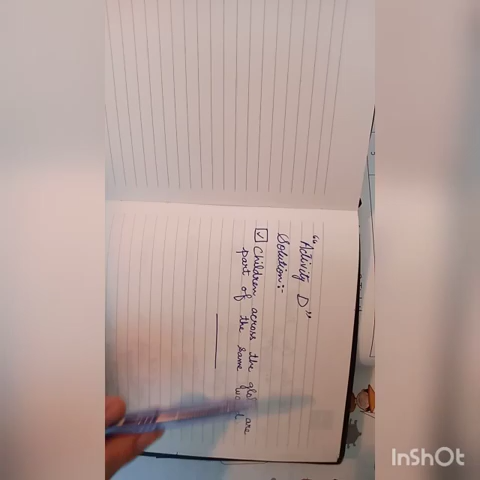 "Activity D"
Solution:-
☑ Children across the are
part of the same
InShOt